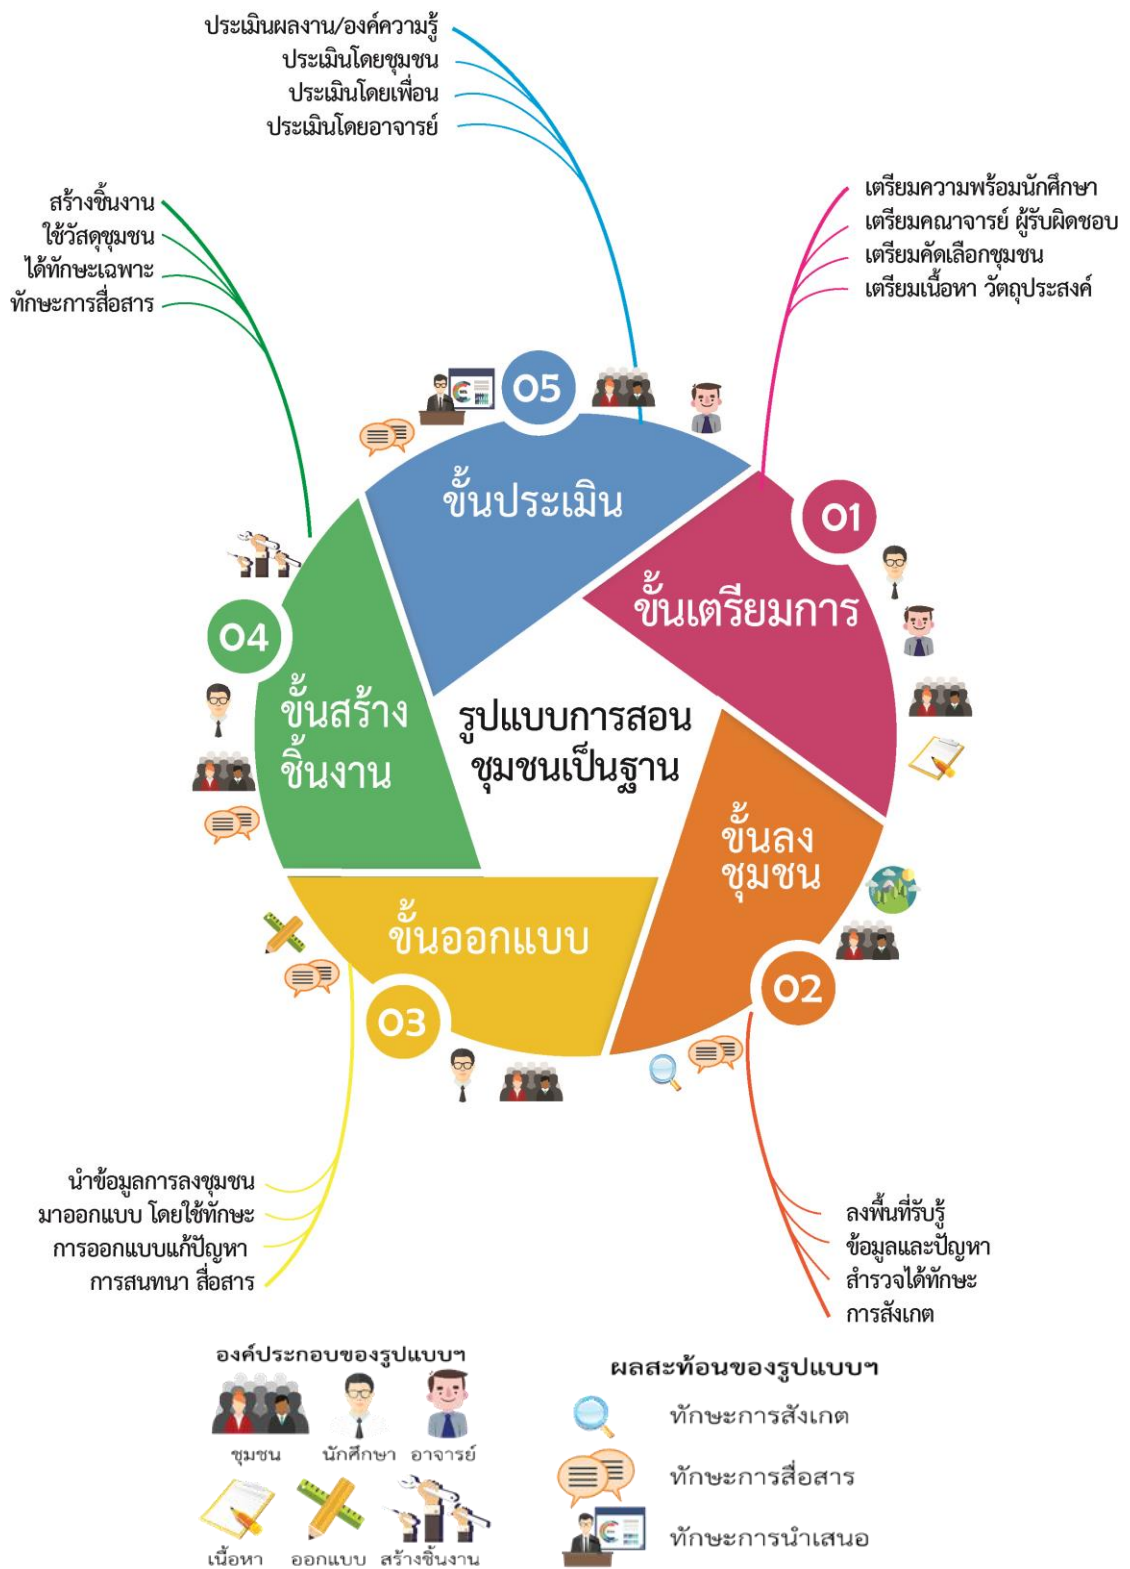 ประเมินผลงาน/องค์ความรู้
ประเมินโดยชุมชน
ประเมินโดยเพื่อน
ประเมินโดยอาจารย์
สร้างชิ้นงาน
ใช้วัสดุชุมชน
ได้ทักษะเฉพาะ
ทักษะการสื่อสาร
เตรียมความพร้อมนักศึกษา
เตรียมคณาจารย์ ผู้รับผิดชอบ
เตรียมคัดเลือกชุมชน
เตรียมเนื้อหา วัตถุประสงค์
05
ขั้นประเมิน
01
ขั้นเตรียมการ
04
ขั้นสร้าง
ชิ้นงาน
รูปแบบการสอน
ชุมชนเป็นฐาน
ขั้นลง
ชุมชน
02
ขั้นออกแบบ
03
นำข้อมูลการลงชุมชน
มาออกแบบ โดยใช้ทักษะ
การออกแบบแก้ปัญหา
การสนทนา สื่อสาร
ลงพื้นที่รับรู้
ข้อมูลและปัญหา
สำรวจได้ทักษะ
การสังเกต
องค์ประกอบของรูปแบบฯ
ชุมชน นักศึกษา อาจารย์
เนื้อหา ออกแบบ สร้างชิ้นงาน
ผลสะท้อนของรูปแบบฯ
ทักษะการสังเกต
ทักษะการสื่อสาร
ทักษะการนำเสนอ